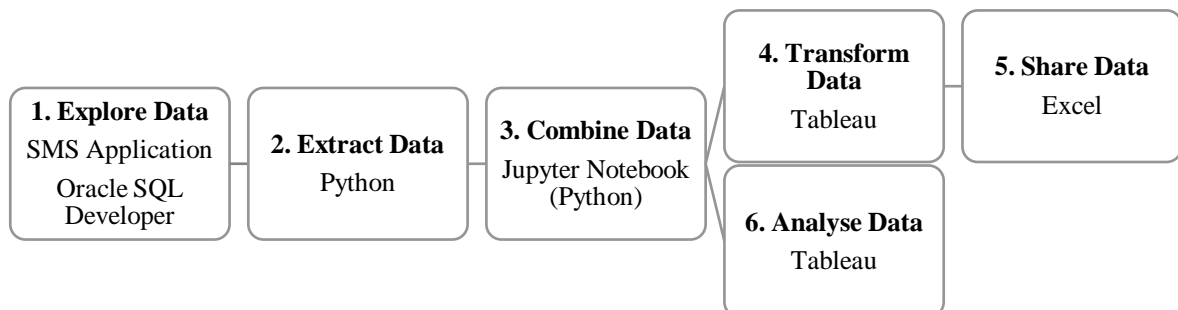 1. Explore Data
SMS Application
Oracle SQL
Developer
2. Extract Data
Python
3. Combine Data
Jupyter Notebook
(Python)
4. Transform
Data
Tableau
5. Share Data
Excel
6. Analyse Data
Tableau